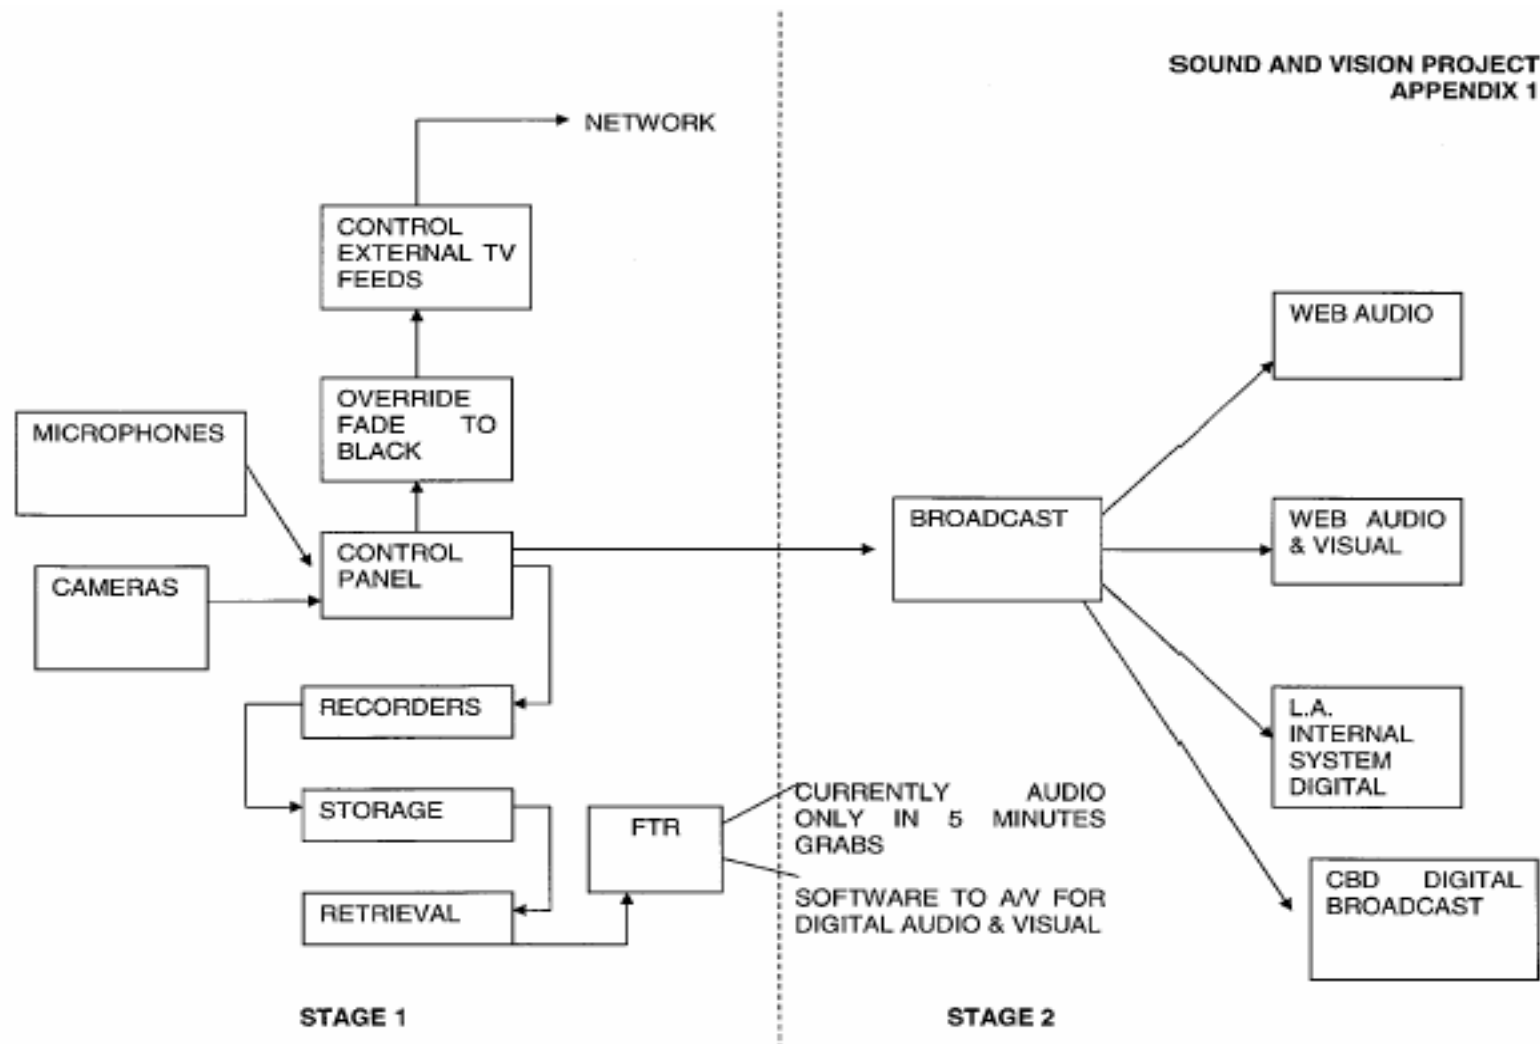 SOUND AND VISION PROJECT
APPENDIX 1
NETWORK
CONTROL
EXTERNAL TV
FEEDS
OVERRIDE
FADE TO
BLACK
MICROPHONES
CONTROL
PANEL
CAMERAS
RECORDERS
STORAGE
RETRIEVAL
FTR
CURRENTLY AUDIO
ONLY IN 5 MINUTES
GRABS
SOFTWARE TO A/V FOR
DIGITAL AUDIO & VISUAL
BROADCAST
WEB AUDIO
WEB AUDIO
& VISUAL
L.A.
INTERNAL
SYSTEM
DIGITAL
CBD DIGITAL
BROADCAST
STAGE 1
STAGE 2